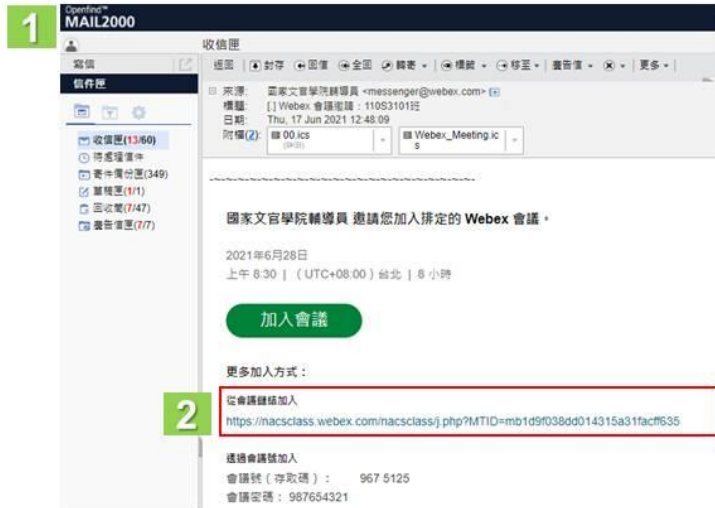 1
Openfind™
MAIL2000
收信匣
寫信
返回 封存 回信 全回 轉寄 標籤 移至 廣告信 更多
信件匣
來源: 國家文官學院輔導員 <messenger@webex.com>
標題: [.] Webex 會議邀請:110S3101班
日期: Thu, 17 Jun 2021 12:48:09
附檔(2): 00.ics
Webex_Meeting.ic
s
收信匣(13/60)
待處理信件
寄件備份匣(349)
草稿匣(1/1)
回收筒(7/47)
廣告信匣(7/7)
國家文官學院輔導員 邀請您加入排定的 Webex 會議。
2021年6月28日
上午 8:30 | (UTC+08:00)台北 | 8 小時
加入會議
更多加入方式:
2
從會議鏈結加入
https://nacsclass.webex.com/nacsclass/j.php?MTID=mb1d9f038dd014315a31facff635
透過會議號加入
會議號(存取碼): 967 5125
會議密碼:987654321